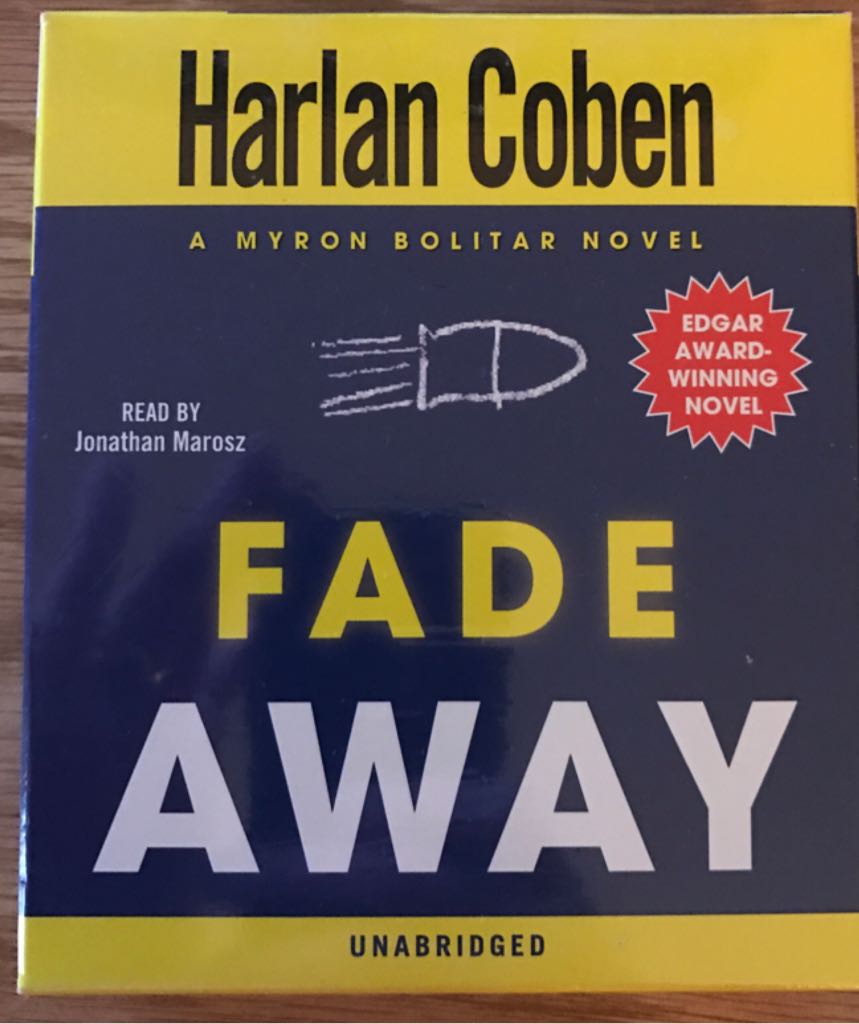 Harlan Coben
A MYRON BOLITAR NOVEL
EDGAR
AWARD-
WINNING
NOVEL
READ BY
Jonathan Marosz
FADE
AWAY
UNABRIDGED